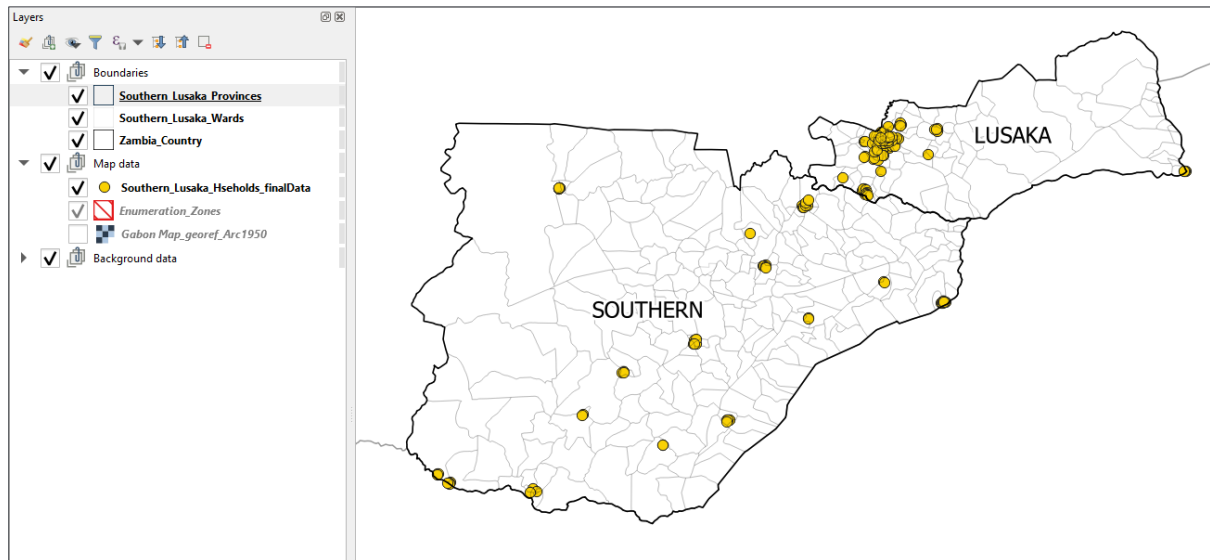 Layers
Boundaries
Southern_Lusaka_Provinces
Southern_Lusaka_Wards
Zambia_Country
Map data
Southern_Lusaka_Hseholds_finalData
Enumeration_Zones
Gabon Map_georef_Arc1950
Background data
LUSAKA
SOUTHERN